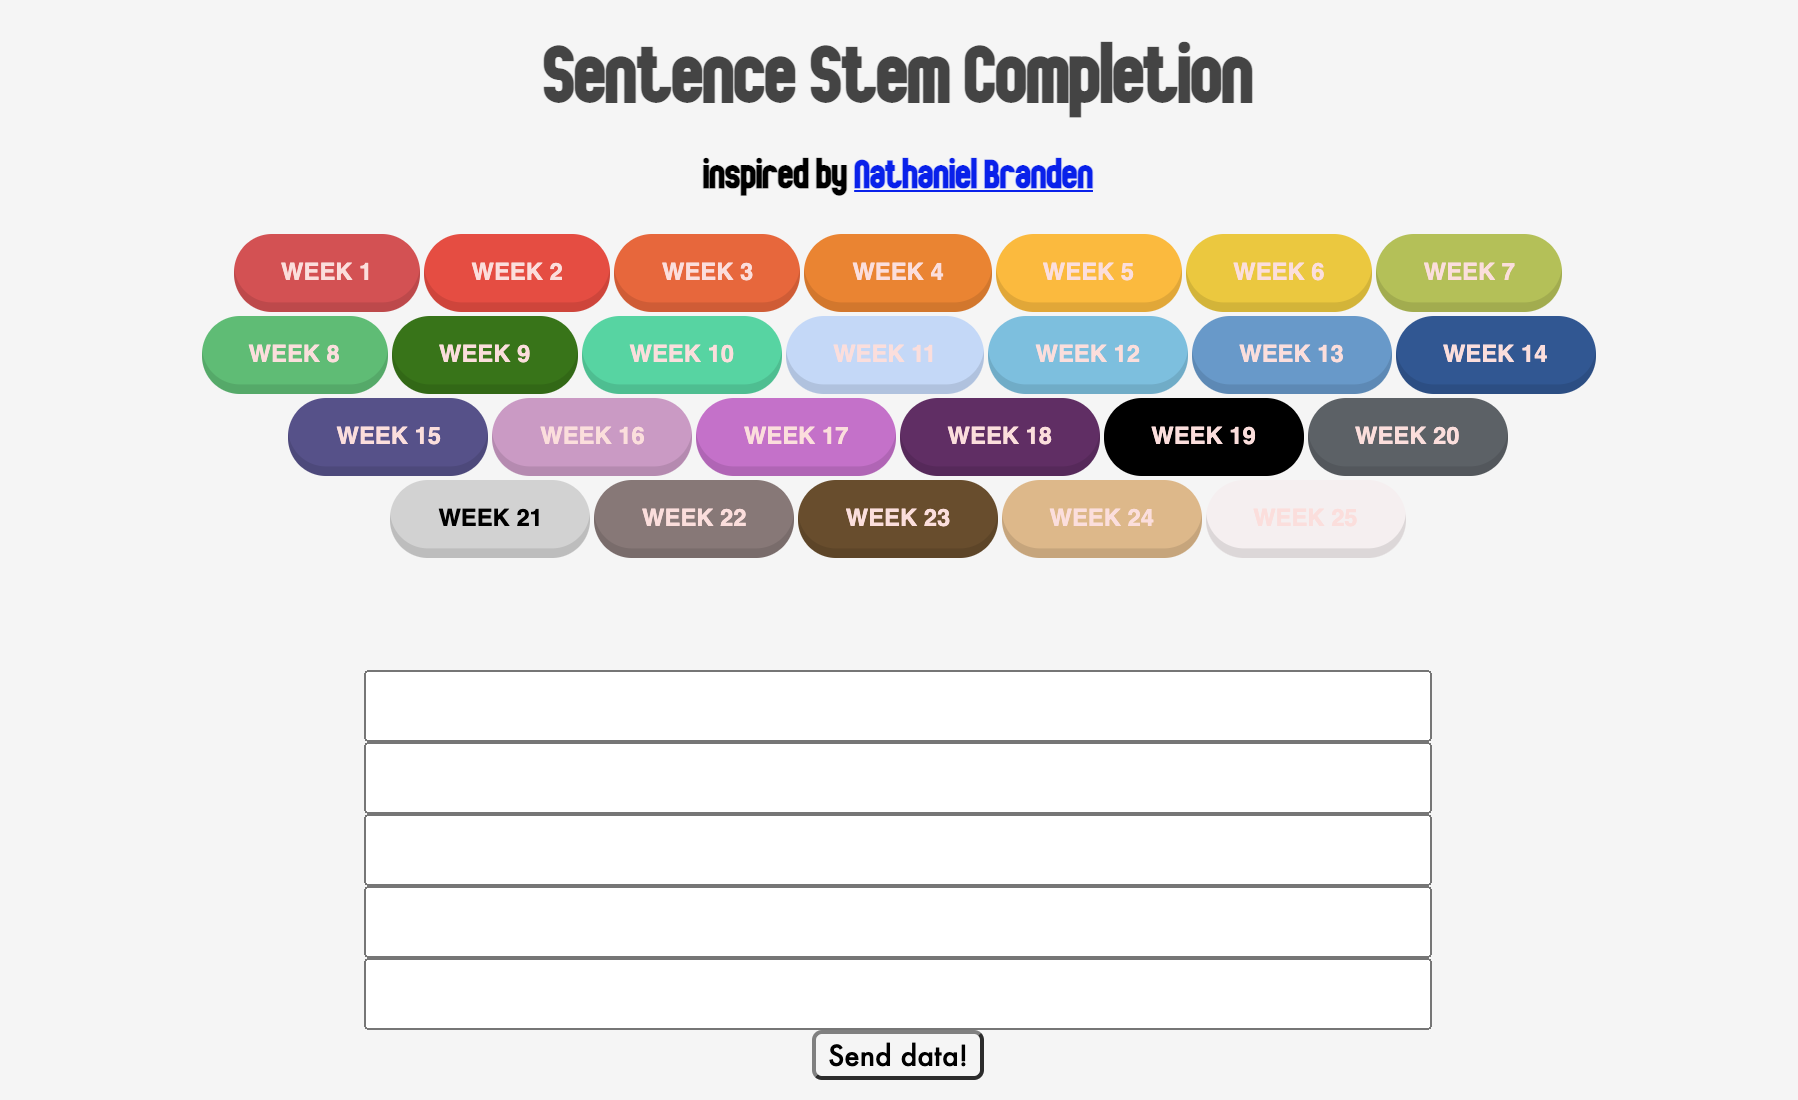 Sentence Stem Completion
inspired by Nathaniel Branden
WEEK 1 WEEK 2 WEEK 3 WEEK 4 WEEK 5 WEEK 6 WEEK 7
WEEK 8 WEEK 9 WEEK 10 WEEK 11 WEEK 12 WEEK 13 WEEK 14
WEEK 15 WEEK 16 WEEK 17 WEEK 18 WEEK 19 WEEK 20
WEEK 21 WEEK 22 WEEK 23 WEEK 24 WEEK 25
Send data!